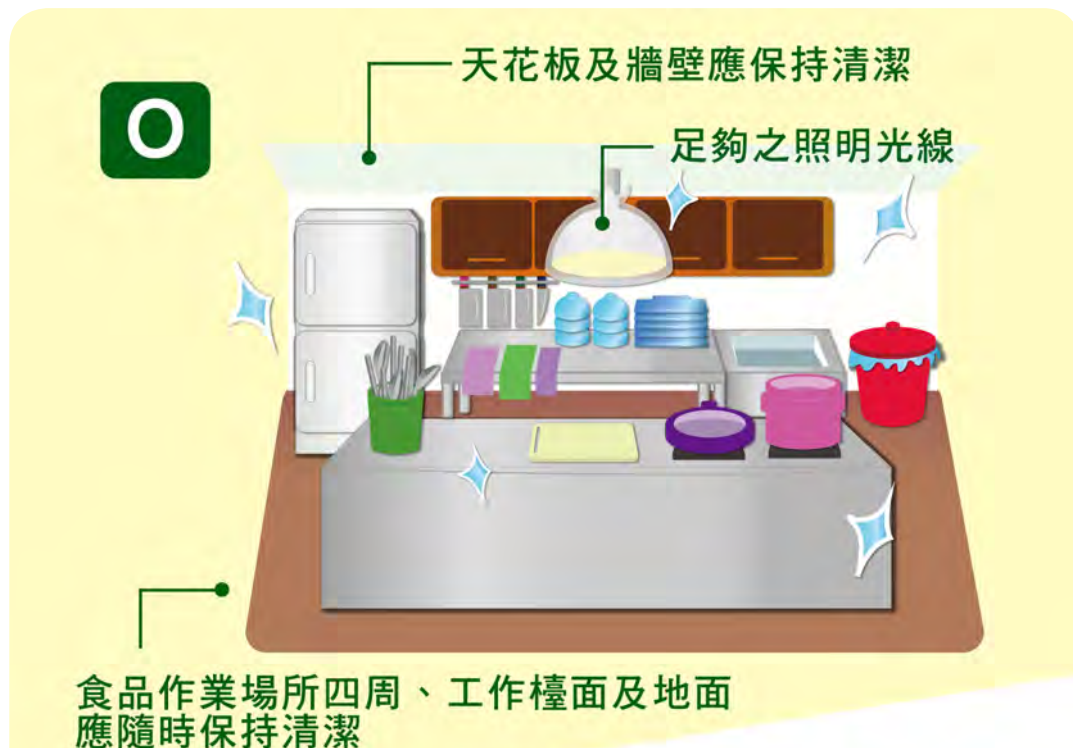 天花板及牆壁應保持清潔
O
足夠之照明光線
食品作業場所四周、工作檯面及地面
應隨時保持清潔